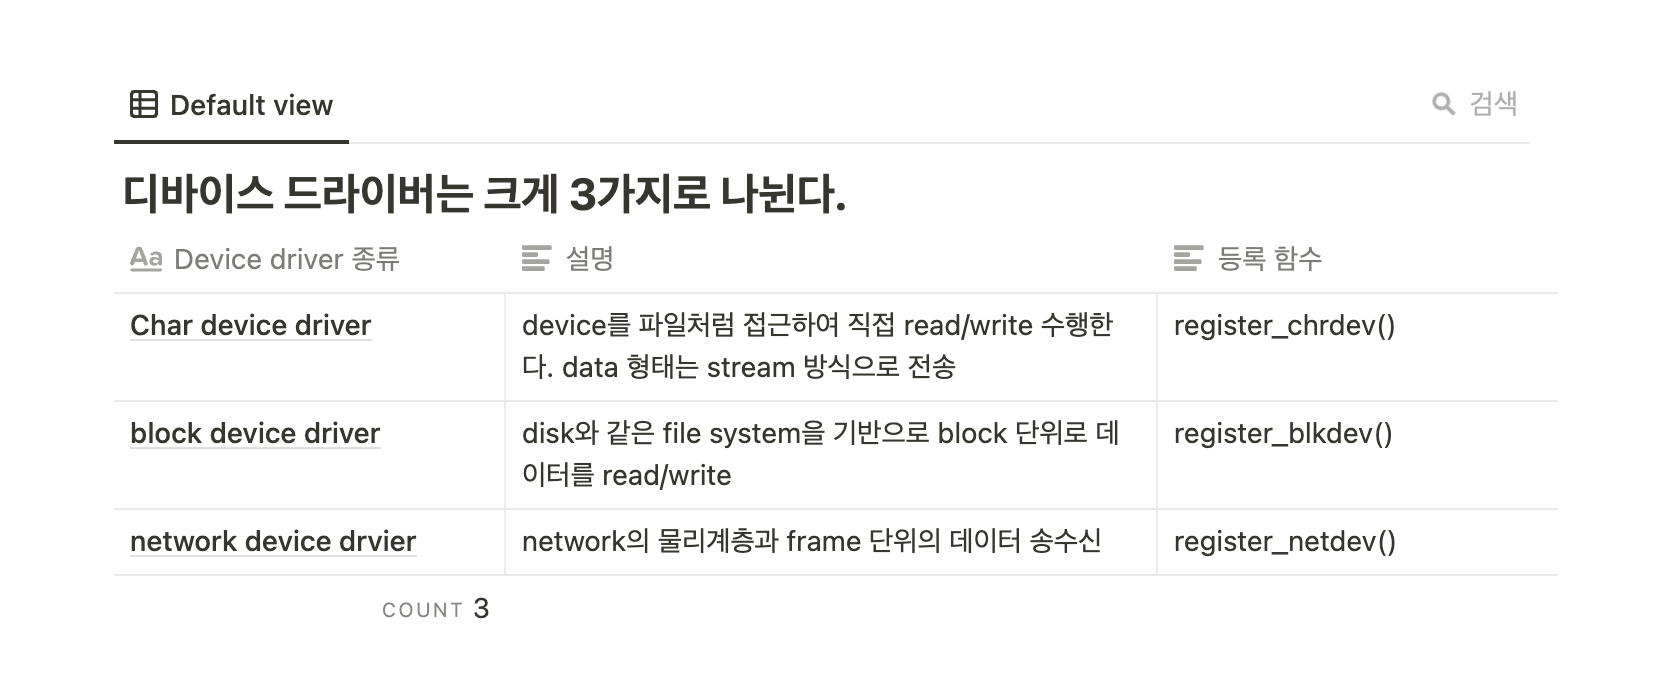 Default view
검색
디바이스 드라이버는 크게 3가지로 나뉜다.
Aa Device driver 종류 설명 등록 함수
Char device driver
device를 파일처럼 접근하여 직접 read/write 수행한
다. data 형태는 stream 방식으로 전송
register_chrdev()
block device driver
disk와 같은 file system을 기반으로 block 단위로 데
이터를 read/write
register_blkdev()
network device drvier
network의 물리계층과 frame 단위의 데이터 송수신
register_netdev()
COUNT 3